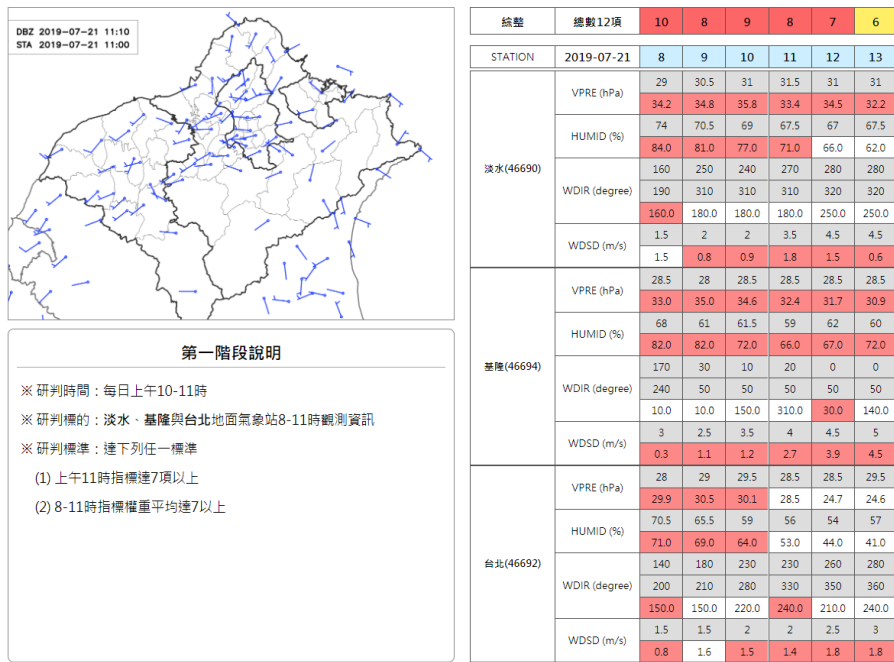 DBZ 2019-07-21 11:10
STA 2019-07-21 11:00
第一階段說明
※ 研判時間：每日上午10-11時
※ 研判標的：淡水、基隆與台北地面氣象站8-11時觀測資訊
※ 研判標準：達下列任一標準
(1) 上午11時指標達7項以上
(2) 8-11時指標權重平均達7以上
綜整 總數12項 10 8 9 8 7 6
STATION 2019-07-21 8 9 10 11 12 13
淡水(46690)
VPRE (hPa)
29 30.5 31 31.5 31 31
34.2 34.8 35.8 33.4 34.5 32.2
HUMID (%)
74 70.5 69 67.5 67 67.5
84.0 81.0 77.0 71.0 66.0 62.0
WDIR (degree)
160 250 240 270 280 280
190 310 310 310 320 320
160.0 180.0 180.0 180.0 250.0 250.0
WDSD (m/s)
1.5 2 2 3.5 4.5 4.5
1.5 0.8 0.9 1.8 1.5 0.6
基隆(46694)
VPRE (hPa)
28.5 28 28.5 28.5 28.5 28.5
33.0 35.0 34.6 32.4 31.7 30.9
HUMID (%)
68 61 61.5 59 62 60
82.0 82.0 72.0 66.0 67.0 72.0
WDIR (degree)
170 30 10 20 0 0
240 50 50 50 50 50
10.0 10.0 150.0 310.0 30.0 140.0
WDSD (m/s)
3 2.5 3.5 4 4.5 5
0.3 1.1 1.2 2.7 3.9 4.5
台北(46692)
VPRE (hPa)
28 29 29.5 28.5 28.5 29.5
29.9 30.5 30.1 28.5 24.7 24.6
HUMID (%)
70.5 65.5 59 56 54 57
71.0 69.0 64.0 53.0 44.0 41.0
WDIR (degree)
140 180 230 230 260 280
200 210 280 330 350 360
150.0 150.0 220.0 240.0 210.0 240.0
WDSD (m/s)
1.5 1.5 2 2 2.5 3
0.8 1.6 1.5 1.4 1.8 1.8